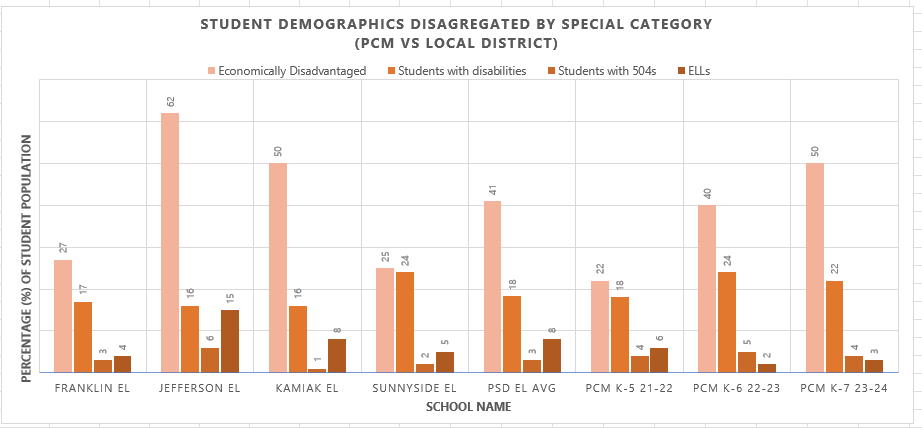 STUDENT DEMOGRAPHICS DISAGREGATED BY SPECIAL CATEGORY
(PCM VS LOCAL DISTRICT)
Economically Disadvantaged Students with disabilities Students with 504s ELLs
PERCENTAGE (%) OF STUDENT POPULATION
27 17 3 4
62 16 6 15
50 16 1 8
25 24 2 5
41 18 3 8
22 18 4 6
40 24 5 2
50 22 4 3
FRANKLIN EL JEFFERSON EL KAMIAK EL SUNNYSIDE EL PSD EL AVG PCM K-5 21-22 PCM K-6 22-23 PCM K-7 23-24
SCHOOL NAME